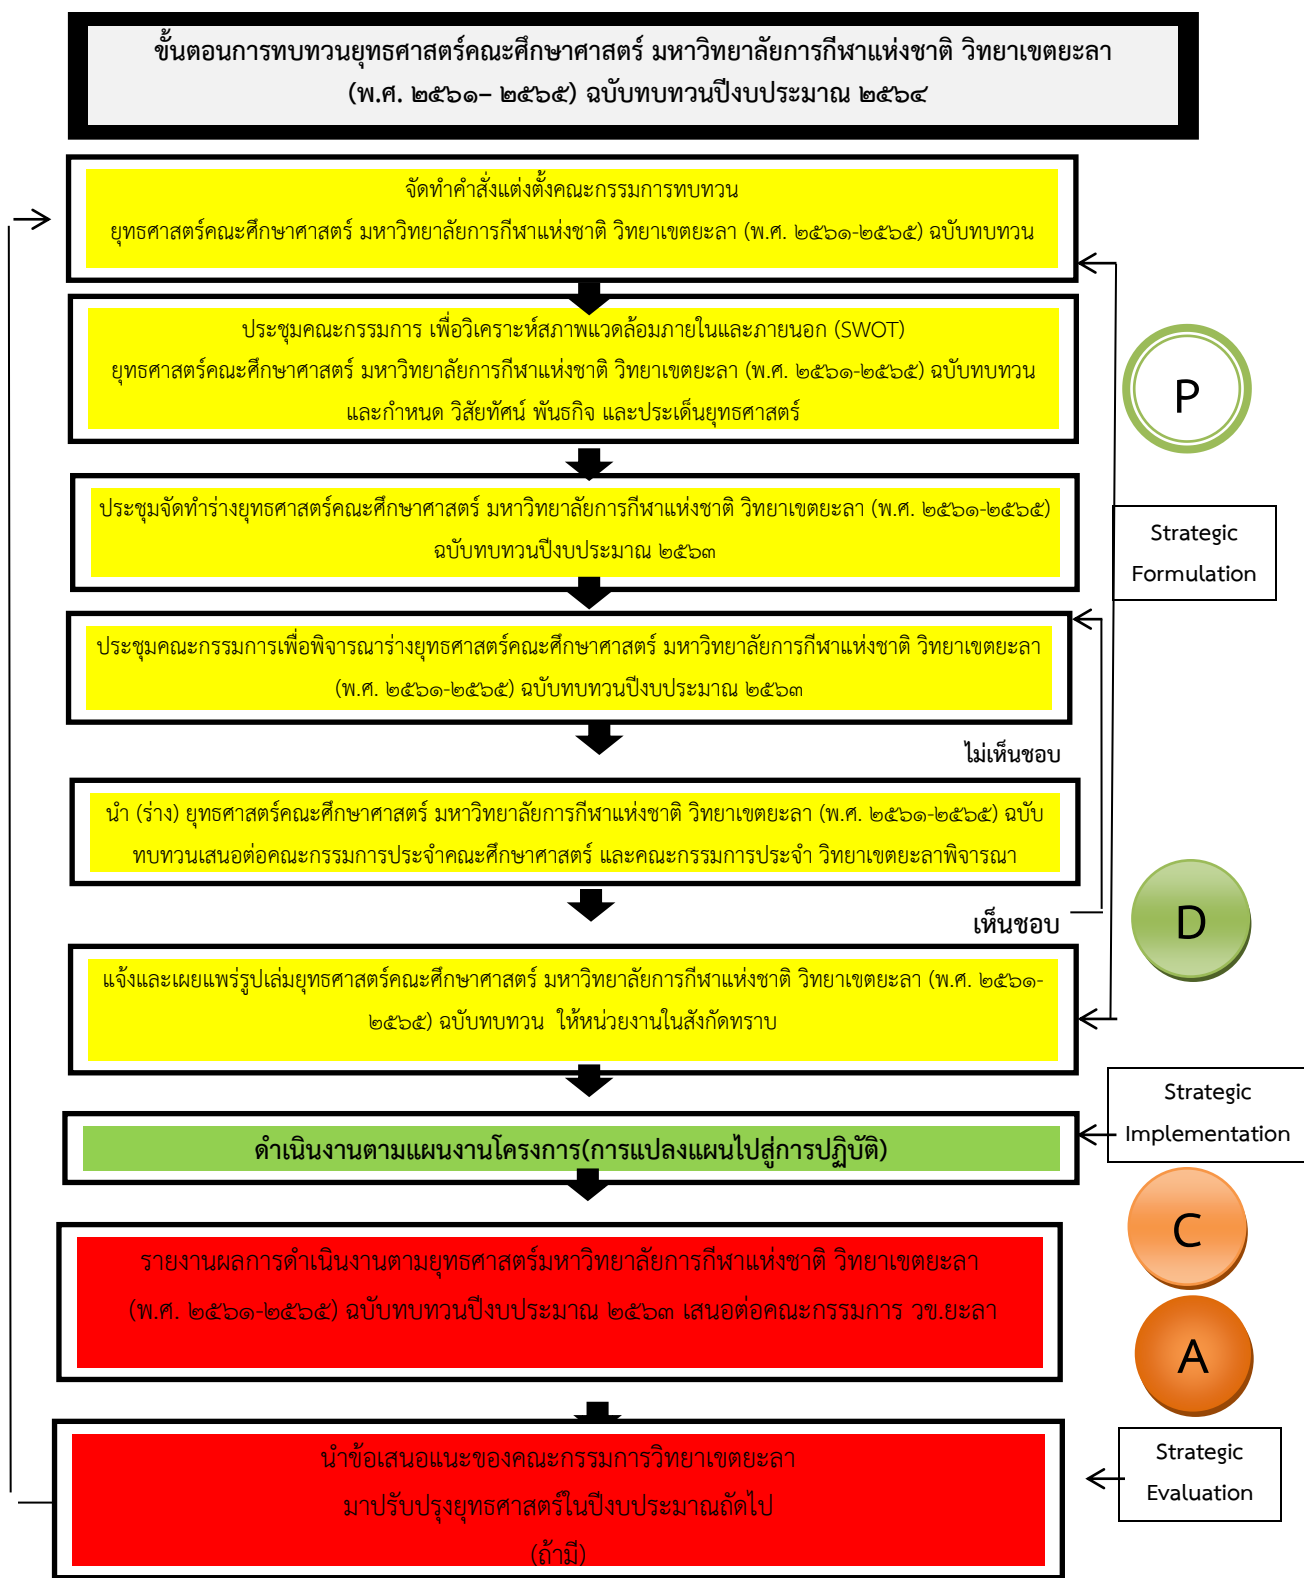 ขั้นตอนการทบทวนยุทธศาสตร์คณะศึกษาศาสตร์ มหาวิทยาลัยการกีฬาแห่งชาติ วิทยาเขตยะลา
(พ.ศ. ๒๕๖๑– ๒๕๖๕) ฉบับทบทวนปีงบประมาณ ๒๕๖๔
จัดทำคำสั่งแต่งตั้งคณะกรรมการทบทวน
ยุทธศาสตร์คณะศึกษาศาสตร์ มหาวิทยาลัยการกีฬาแห่งชาติ วิทยาเขตยะลา (พ.ศ. ๒๕๖๑-๒๕๖๕) ฉบับทบทวน
ประชุมคณะกรรมการ เพื่อวิเคราะห์สภาพแวดล้อมภายในและภายนอก (SWOT)
ยุทธศาสตร์คณะศึกษาศาสตร์ มหาวิทยาลัยการกีฬาแห่งชาติ วิทยาเขตยะลา (พ.ศ. ๒๕๖๑-๒๕๖๕) ฉบับทบทวน
และกำหนด วิสัยทัศน์ พันธกิจ และประเด็นยุทธศาสตร์
P
ประชุมจัดทำร่างยุทธศาสตร์คณะศึกษาศาสตร์ มหาวิทยาลัยการกีฬาแห่งชาติ วิทยาเขตยะลา (พ.ศ. ๒๕๖๑-๒๕๖๕)
ฉบับทบทวนปีงบประมาณ ๒๕๖๓
Strategic
Formulation
ประชุมคณะกรรมการเพื่อพิจารณาร่างยุทธศาสตร์คณะศึกษาศาสตร์ มหาวิทยาลัยการกีฬาแห่งชาติ วิทยาเขตยะลา
(พ.ศ. ๒๕๖๑-๒๕๖๕) ฉบับทบทวนปีงบประมาณ ๒๕๖๓
ไม่เห็นชอบ
นำ (ร่าง) ยุทธศาสตร์คณะศึกษาศาสตร์ มหาวิทยาลัยการกีฬาแห่งชาติ วิทยาเขตยะลา (พ.ศ. ๒๕๖๑-๒๕๖๕) ฉบับ
ทบทวนเสนอต่อคณะกรรมการประจำคณะศึกษาศาสตร์ และคณะกรรมการประจำ วิทยาเขตยะลาพิจารณา
เห็นชอบ
D
แจ้งและเผยแพร่รูปเล่มยุทธศาสตร์คณะศึกษาศาสตร์ มหาวิทยาลัยการกีฬาแห่งชาติ วิทยาเขตยะลา (พ.ศ. ๒๕๖๑-
๒๕๖๕) ฉบับทบทวน ให้หน่วยงานในสังกัดทราบ
Strategic
Implementation
ดำเนินงานตามแผนงานโครงการ(การแปลงแผนไปสู่การปฏิบัติ)
C
รายงานผลการดำเนินงานตามยุทธศาสตร์มหาวิทยาลัยการกีฬาแห่งชาติ วิทยาเขตยะลา
(พ.ศ. ๒๕๖๑-๒๕๖๕) ฉบับทบทวนปีงบประมาณ ๒๕๖๓ เสนอต่อคณะกรรมการ วข.ยะลา
A
นำข้อเสนอแนะของคณะกรรมการวิทยาเขตยะลา
มาปรับปรุงยุทธศาสตร์ในปีงบประมาณถัดไป
(ถ้ามี)
Strategic
Evaluation